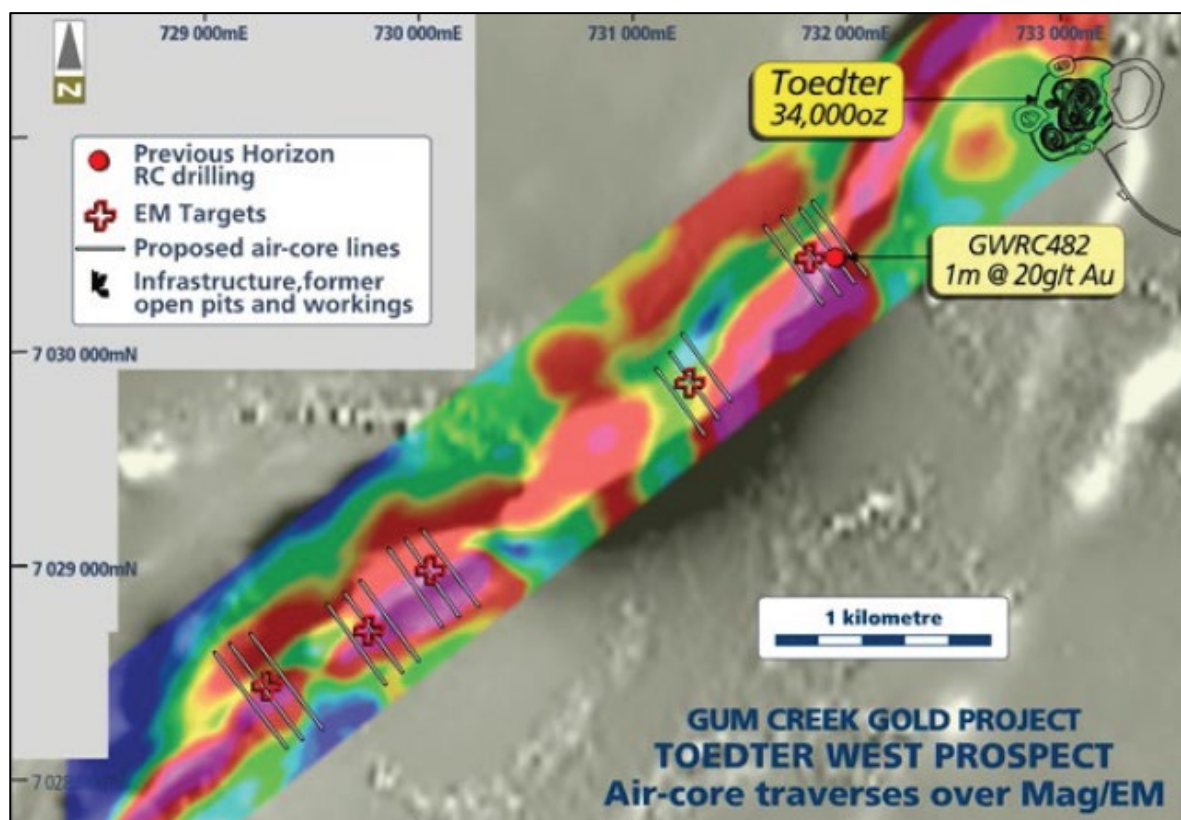 729 000mE
730 000mE
731 000mE
732 000mE
733 000mE
N
Toedter
34,000oz
Previous Horizon
RC drilling
EM Targets
Proposed air-core lines
Infrastructure,former
open pits and workings
GWRC482
1m @ 20g/t Au
7 030 000mN
7 029 000mN
7 028
1 kilometre
GUM CREEK GOLD PROJECT
TOEDTER WEST PROSPECT
Air-core traverses over Mag/EM